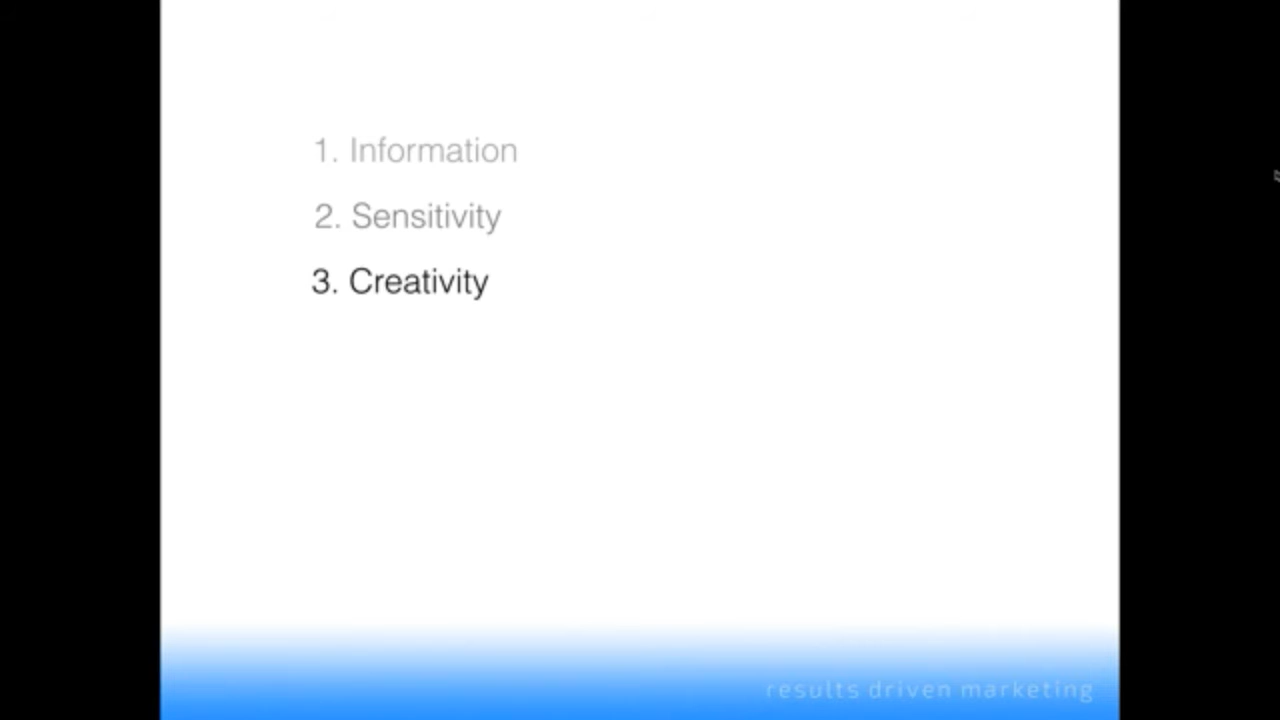 1. Information
2. Sensitivity
3. Creativity
results driven marketing